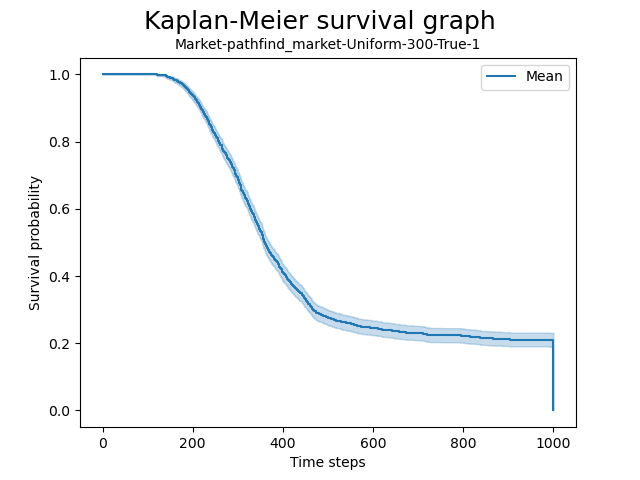 Kaplan-Meier survival graph
Market-pathfind_market-Uniform-300-True-1
Mean
Survival probability
1.0
0.8
0.6
0.4
0.2
0.0
0 200 400 600 800 1000
Time steps